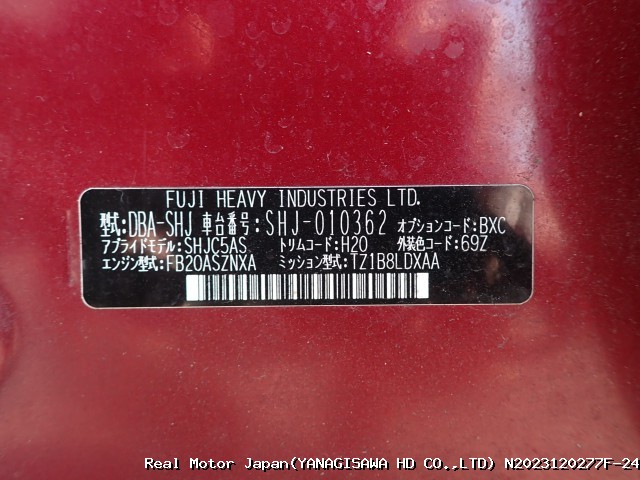 FUJI HEAVY INDUSTRIES LTD.
型式:DBA-SHJ 車台番号:SHJ-010362 オプションコード:BXC
アプライドモデル:SHJC5AS トリムコード:H20 外装色コード:69Z
エンジン型式:FB20ASZNXA ミッション型式:TZ1B8LDXAA
Real Motor Japan(YANAGISAWA HD CO.,LTD) N2023120277F-24